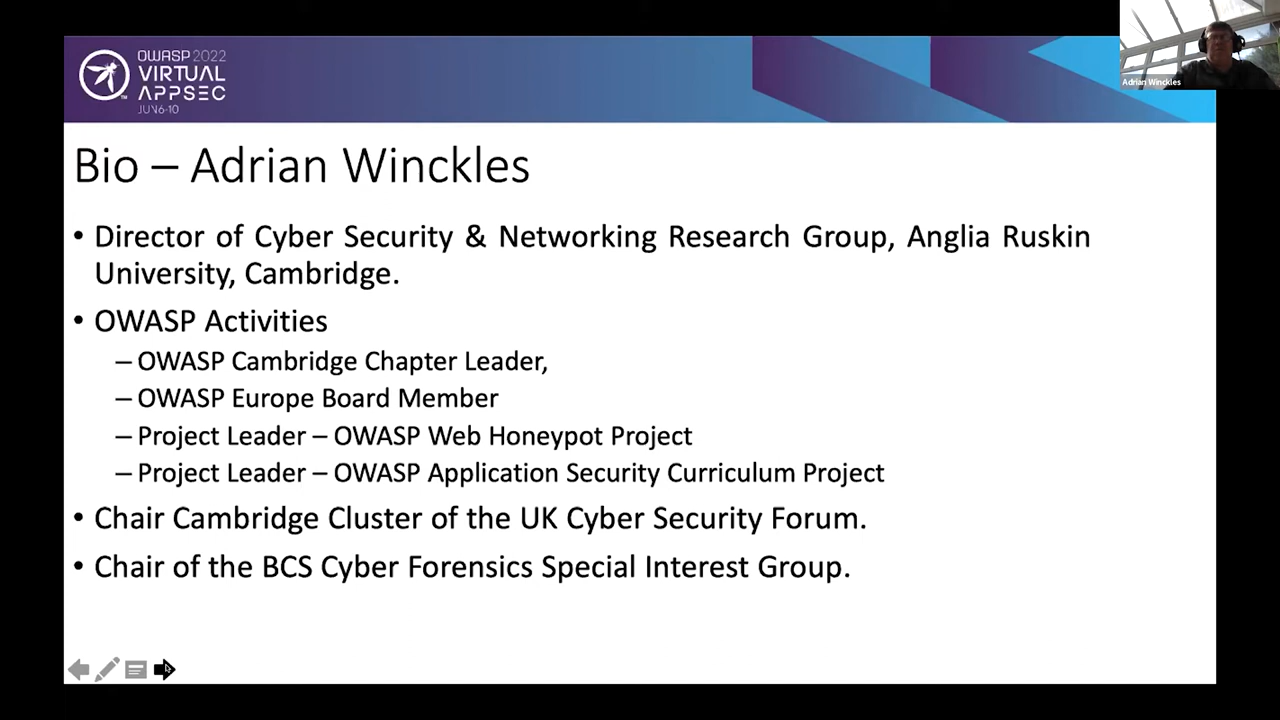 OWASP 2022
VIRTUAL
APPSEC
JUN 6-10
Adrian Winckles
Bio – Adrian Winckles
• Director of Cyber Security & Networking Research Group, Anglia Ruskin
University, Cambridge.
• OWASP Activities
– OWASP Cambridge Chapter Leader,
– OWASP Europe Board Member
– Project Leader – OWASP Web Honeypot Project
– Project Leader – OWASP Application Security Curriculum Project
• Chair Cambridge Cluster of the UK Cyber Security Forum.
• Chair of the BCS Cyber Forensics Special Interest Group.